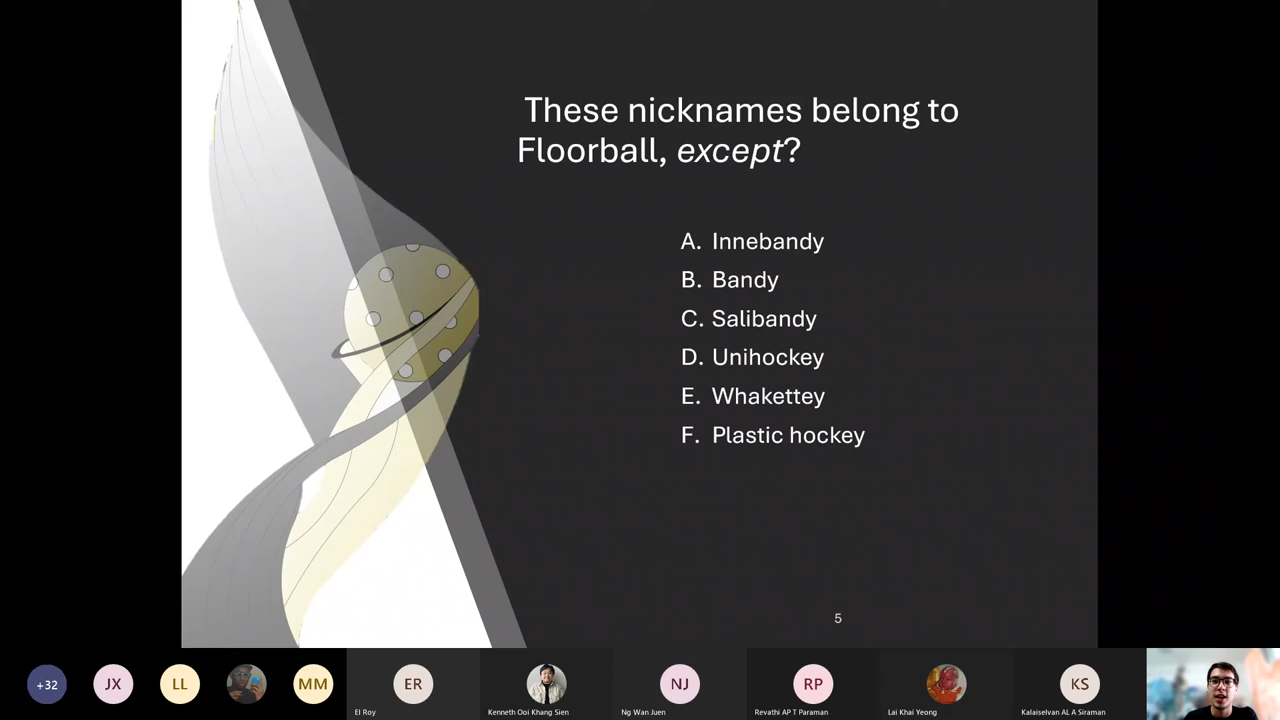 These nicknames belong to
Floorball, except?
A. Innebandy
B. Bandy
C. Salibandy
D. Unihockey
E. Whakettey
F. Plastic hockey
5
+32
JX
LL
MM
ER
NJ
RP
KS
El Roy
Kenneth Ooi Khang Sien
Ng Wan Juen
Revathi AP T Paraman
Lai Khai Yeong
Kalaiselvan AL A Siraman